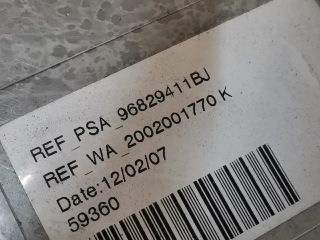 REF_PSA_96829411BJ
REF_WA_2002001770 K
Date:12/02/07
59360